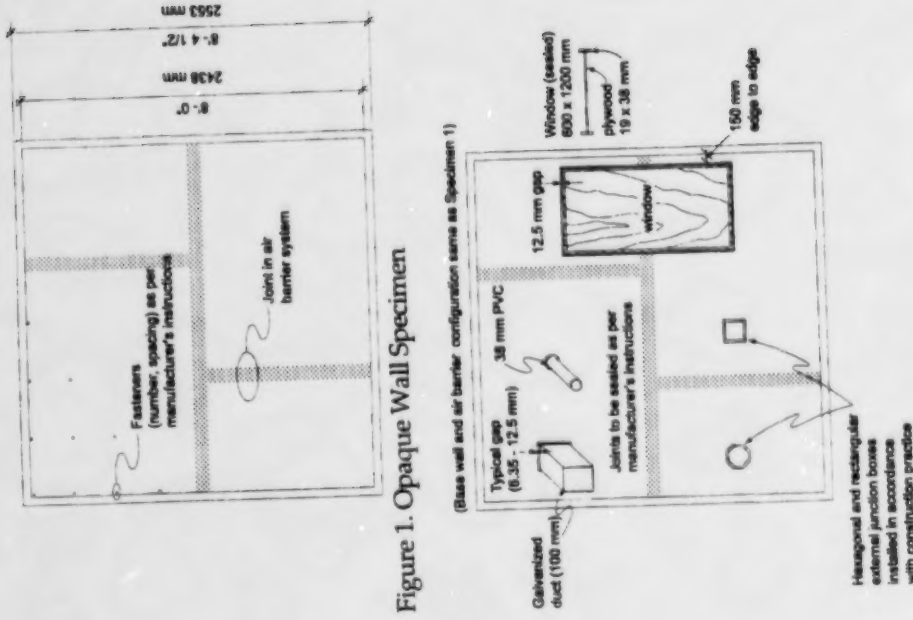 2553 mm
8'-4 1/2"
2438 mm
8'-0"
Fasteners
(number, spacing) as per
manufacturer's instructions
Joint in air
barrier system
Figure 1. Opaque Wall Specimen
(Base wall and air barrier configuration same as Specimen 1)
Galvanized
duct (100 mm)
Typical gap
(6.35 - 12.5 mm)
38 mm PVC
12.5 mm gap
Window (sealed)
600 x 1200 mm
plywood
19 x 38 mm
window
Joints to be sealed as per
manufacturer's instructions
150 mm
edge to edge
Hexagonal and rectangular
external junction boxes
installed in accordance
with construction practice